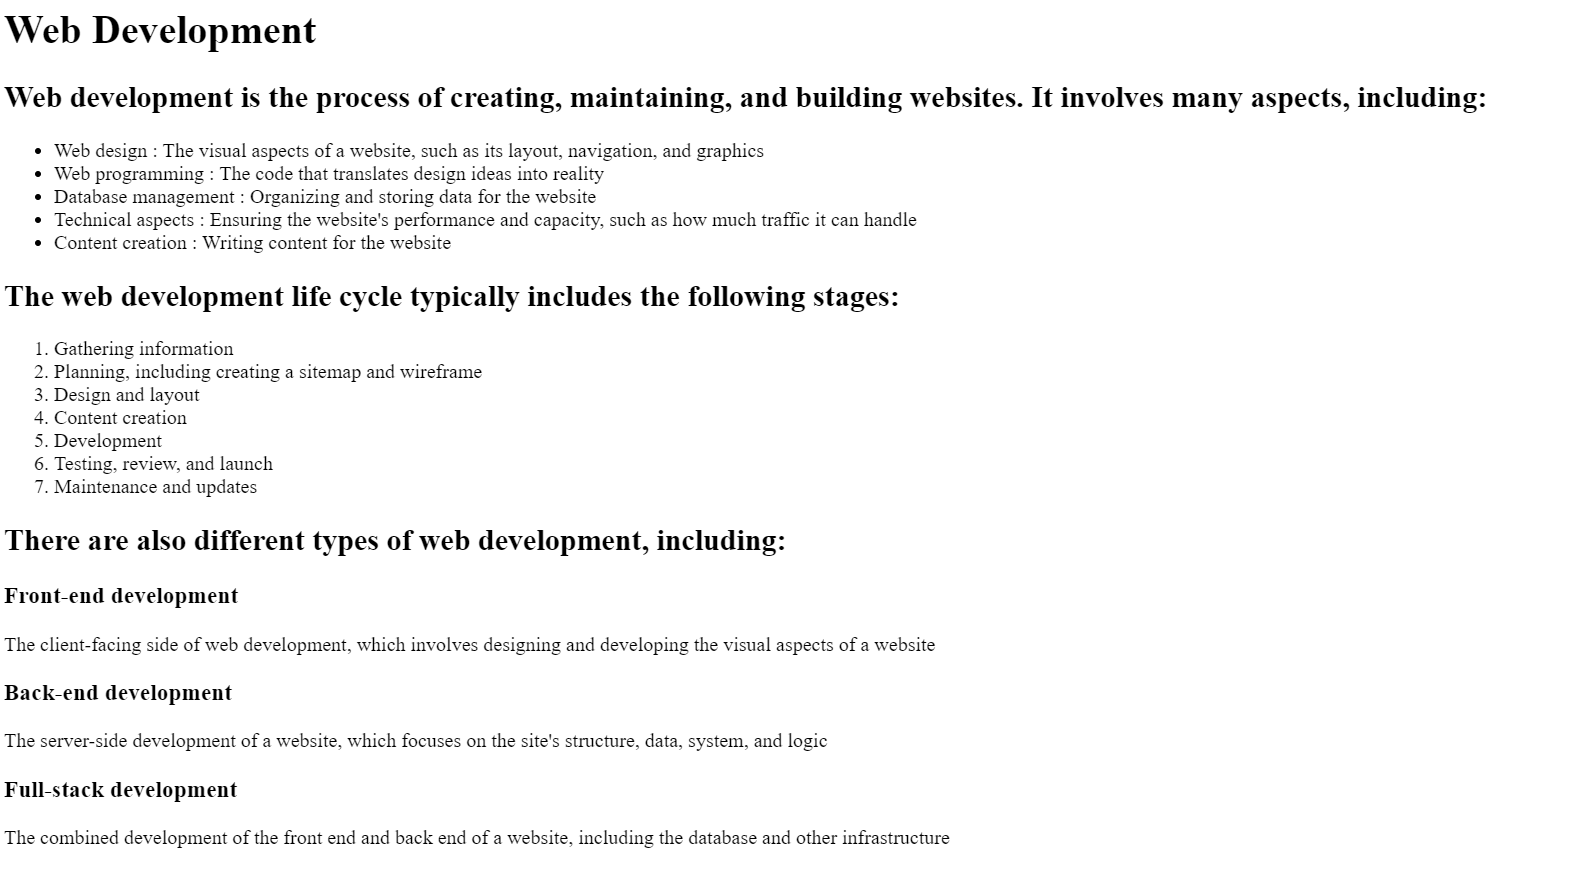 Web Development
Web development is the process of creating, maintaining, and building websites. It involves many aspects, including:
• Web design : The visual aspects of a website, such as its layout, navigation, and graphics
• Web programming : The code that translates design ideas into reality
• Database management : Organizing and storing data for the website
• Technical aspects : Ensuring the website's performance and capacity, such as how much traffic it can handle
• Content creation : Writing content for the website
The web development life cycle typically includes the following stages:
1. Gathering information
2. Planning, including creating a sitemap and wireframe
3. Design and layout
4. Content creation
5. Development
6. Testing, review, and launch
7. Maintenance and updates
There are also different types of web development, including:
Front-end development
The client-facing side of web development, which involves designing and developing the visual aspects of a website
Back-end development
The server-side development of a website, which focuses on the site's structure, data, system, and logic
Full-stack development
The combined development of the front end and back end of a website, including the database and other infrastructure